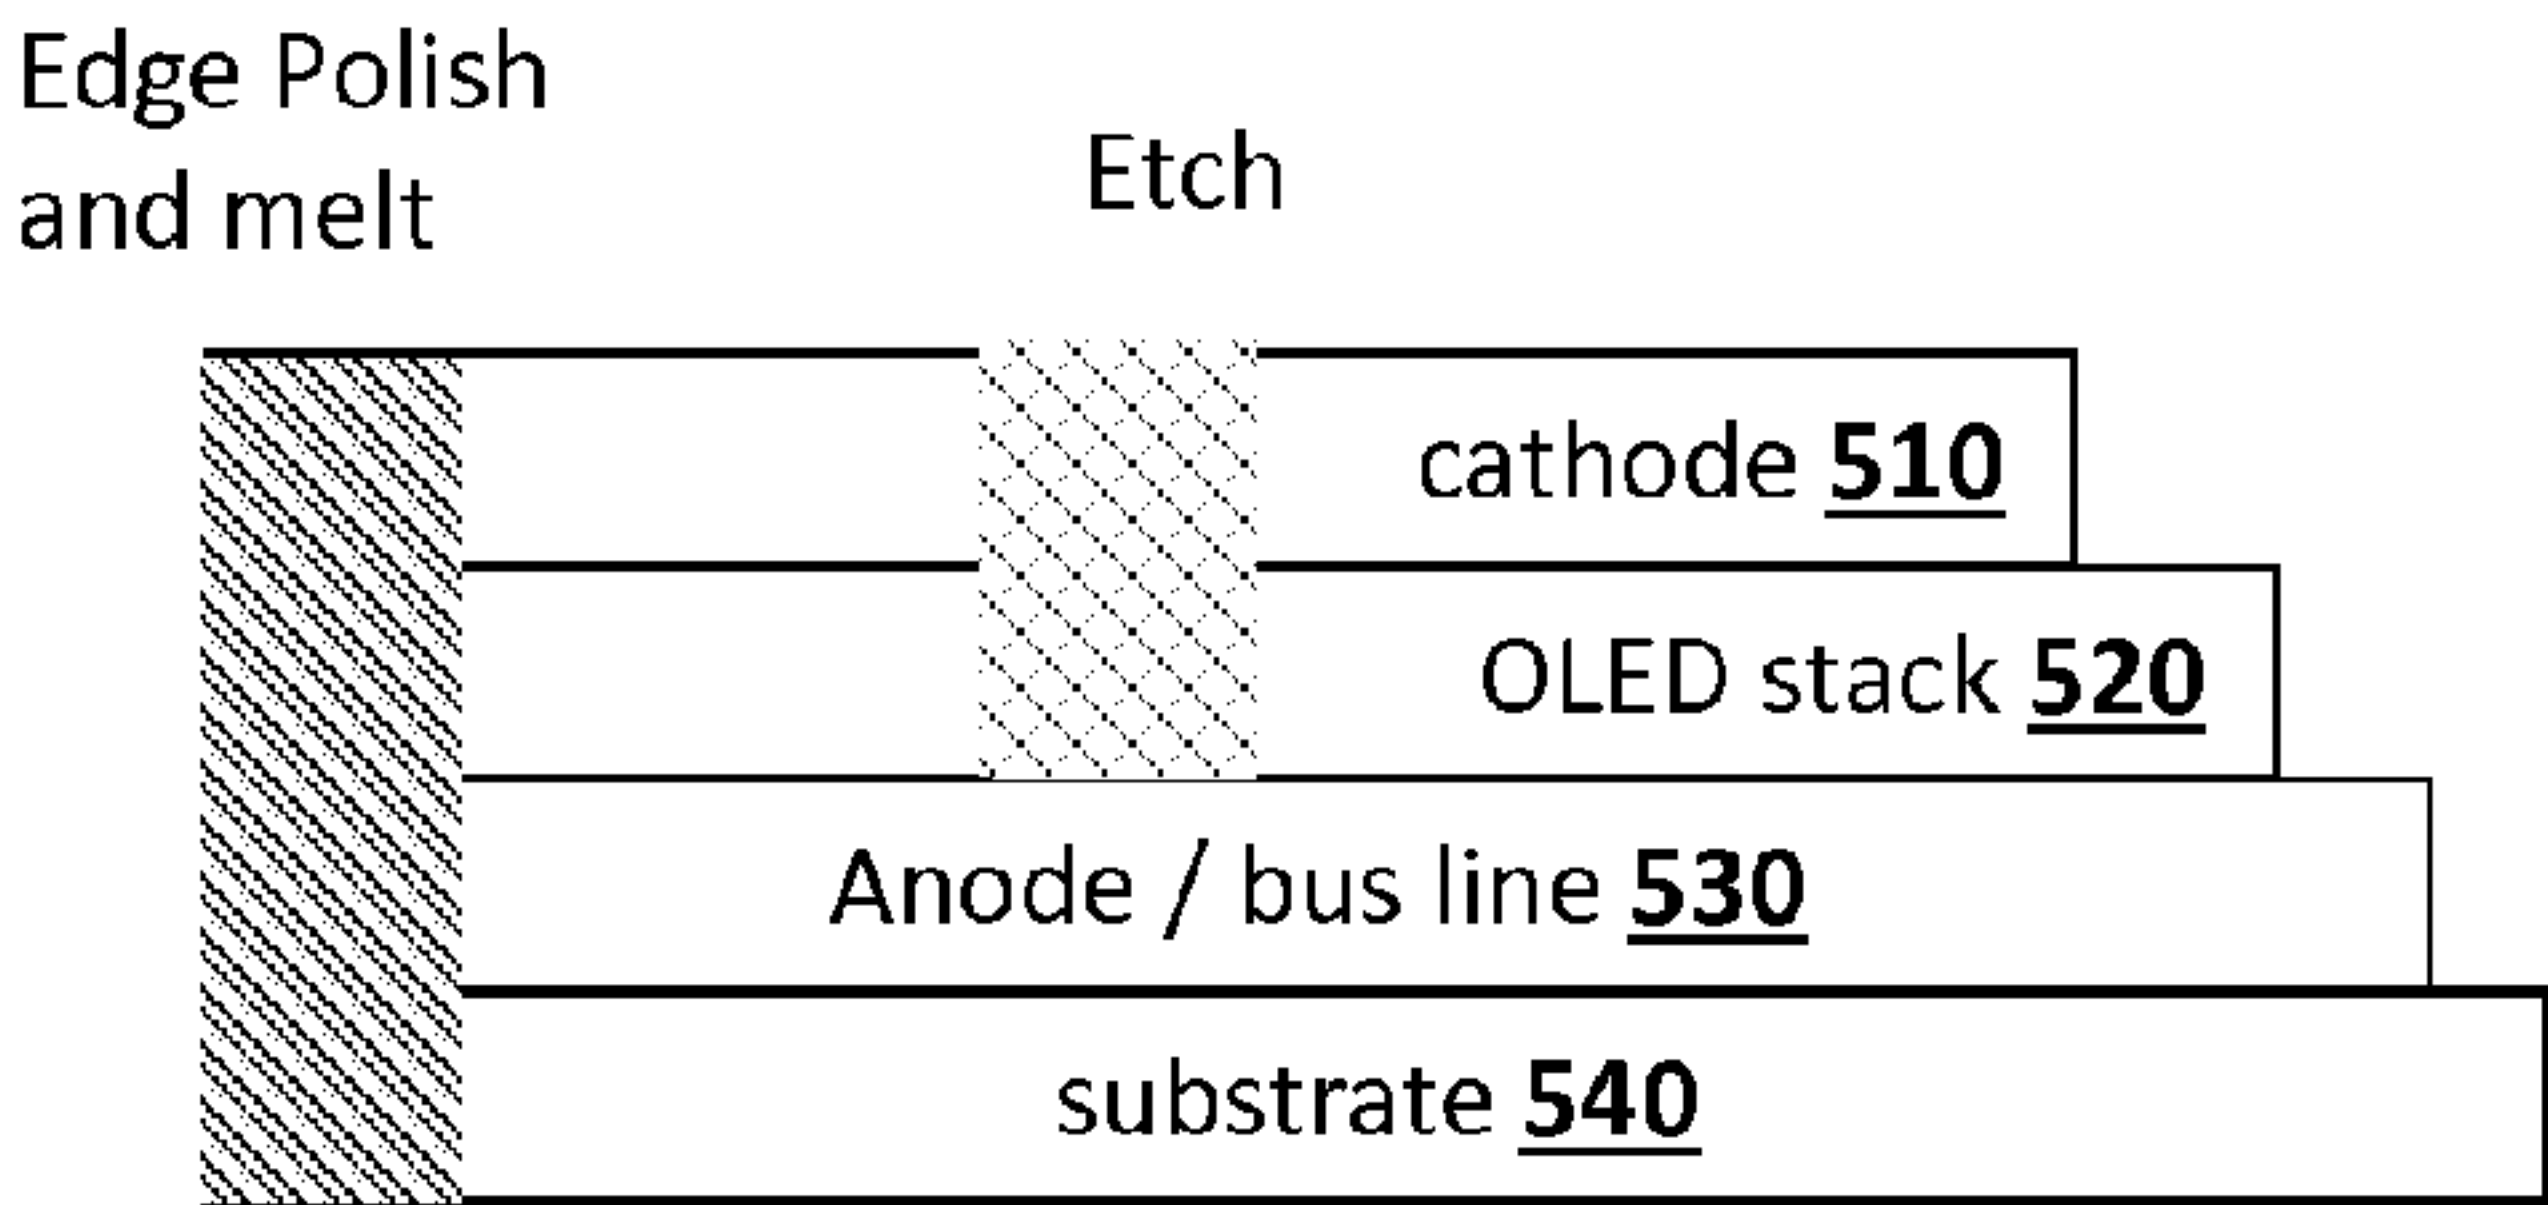 Edge Polish
and melt
Etch
cathode 510
OLED stack 520
Anode / bus line 530
substrate 540